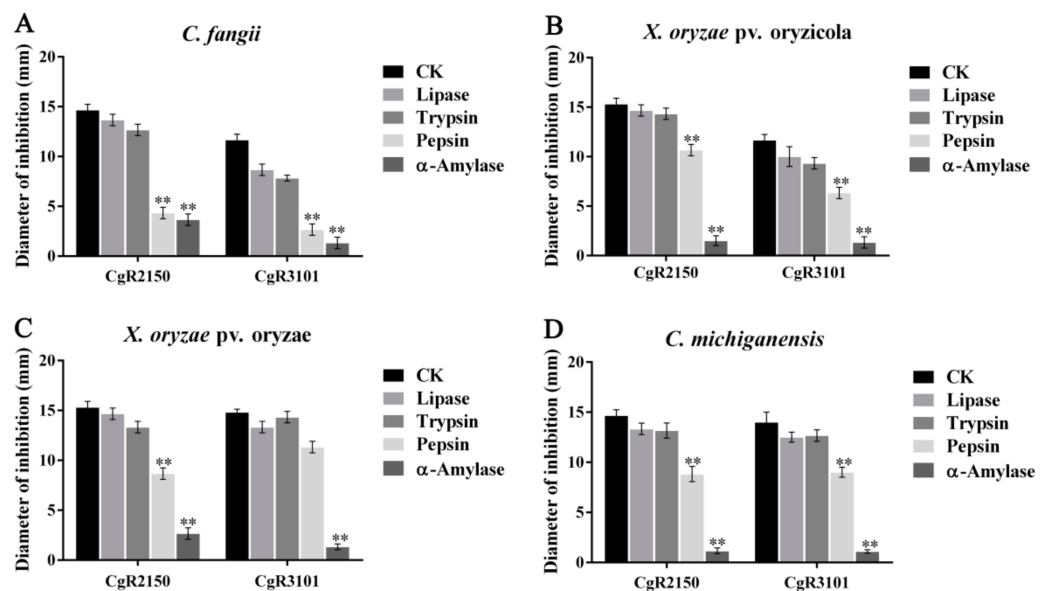 A
C. fangii
Diameter of inhibition (mm)
20
15
10
5
0
** ** ** **
CgR2150 CgR3101
CK
Lipase
Trypsin
Pepsin
α-Amylase
B
X. oryzae pv. oryzicola
Diameter of inhibition (mm)
20
15
10
5
0
** ** ** **
CgR2150 CgR3101
CK
Lipase
Trypsin
Pepsin
α-Amylase
C
X. oryzae pv. oryzae
Diameter of inhibition (mm)
20
15
10
5
0
** ** **
CgR2150 CgR3101
CK
Lipase
Trypsin
Pepsin
α-Amylase
D
C. michiganensis
Diameter of inhibition (mm)
20
15
10
5
0
** ** ** **
CgR2150 CgR3101
CK
Lipase
Trypsin
Pepsin
α-Amylase